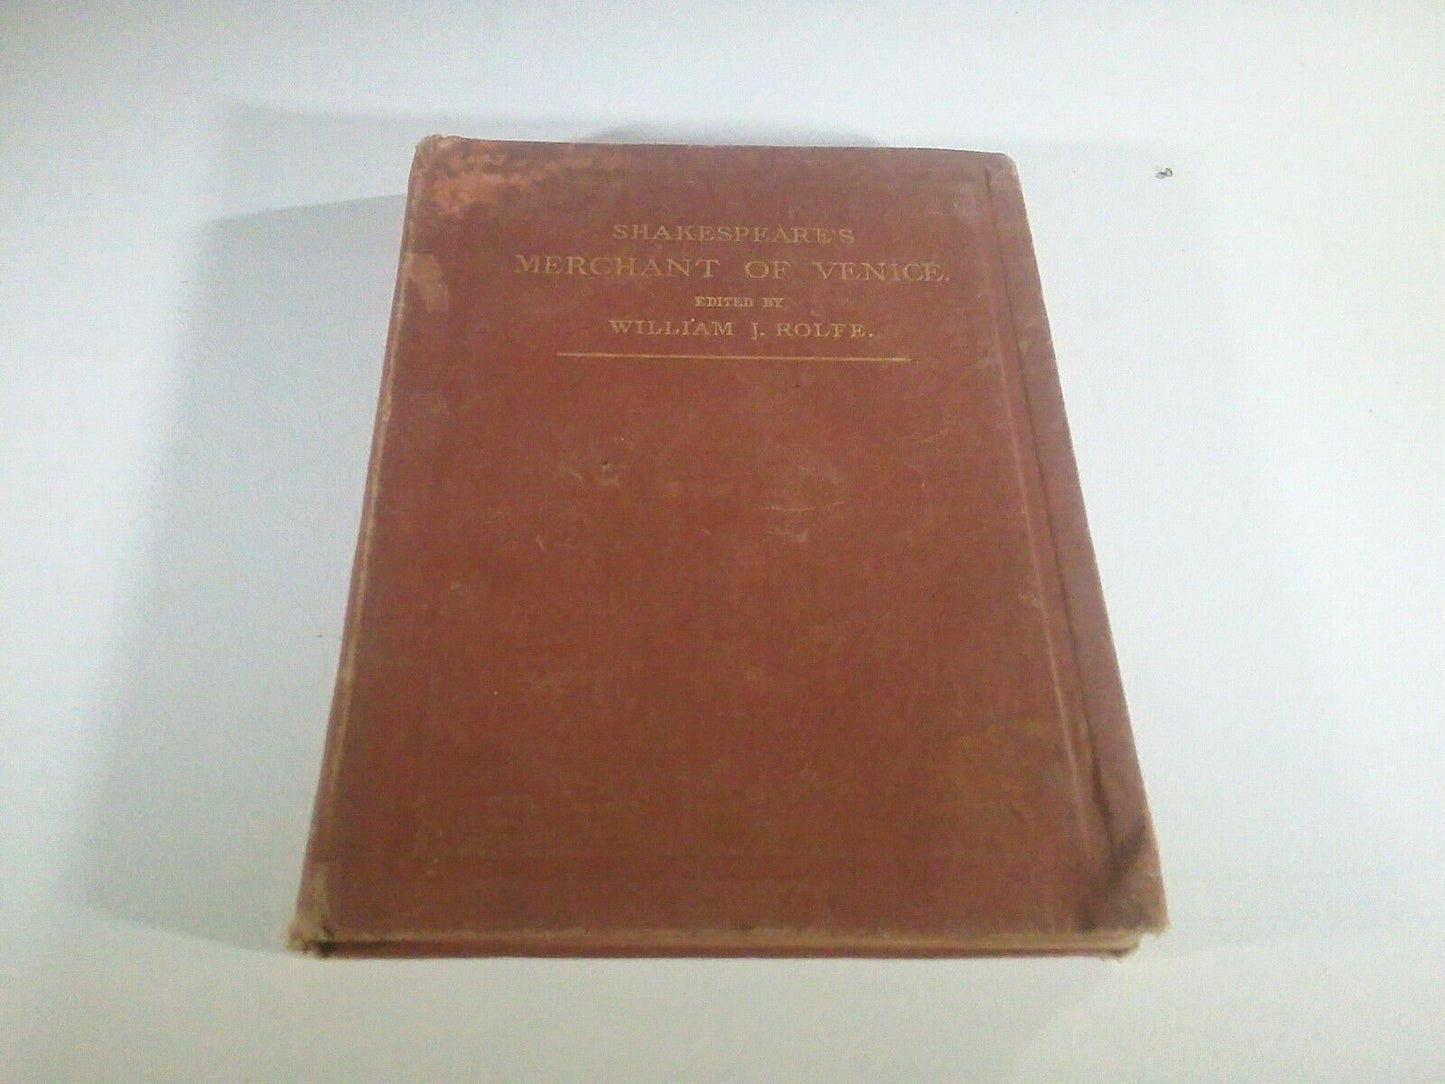 SHAKESPEARE'S
MERCHANT OF VENICE.
EDITED BY
WILLIAM J. ROLFE.